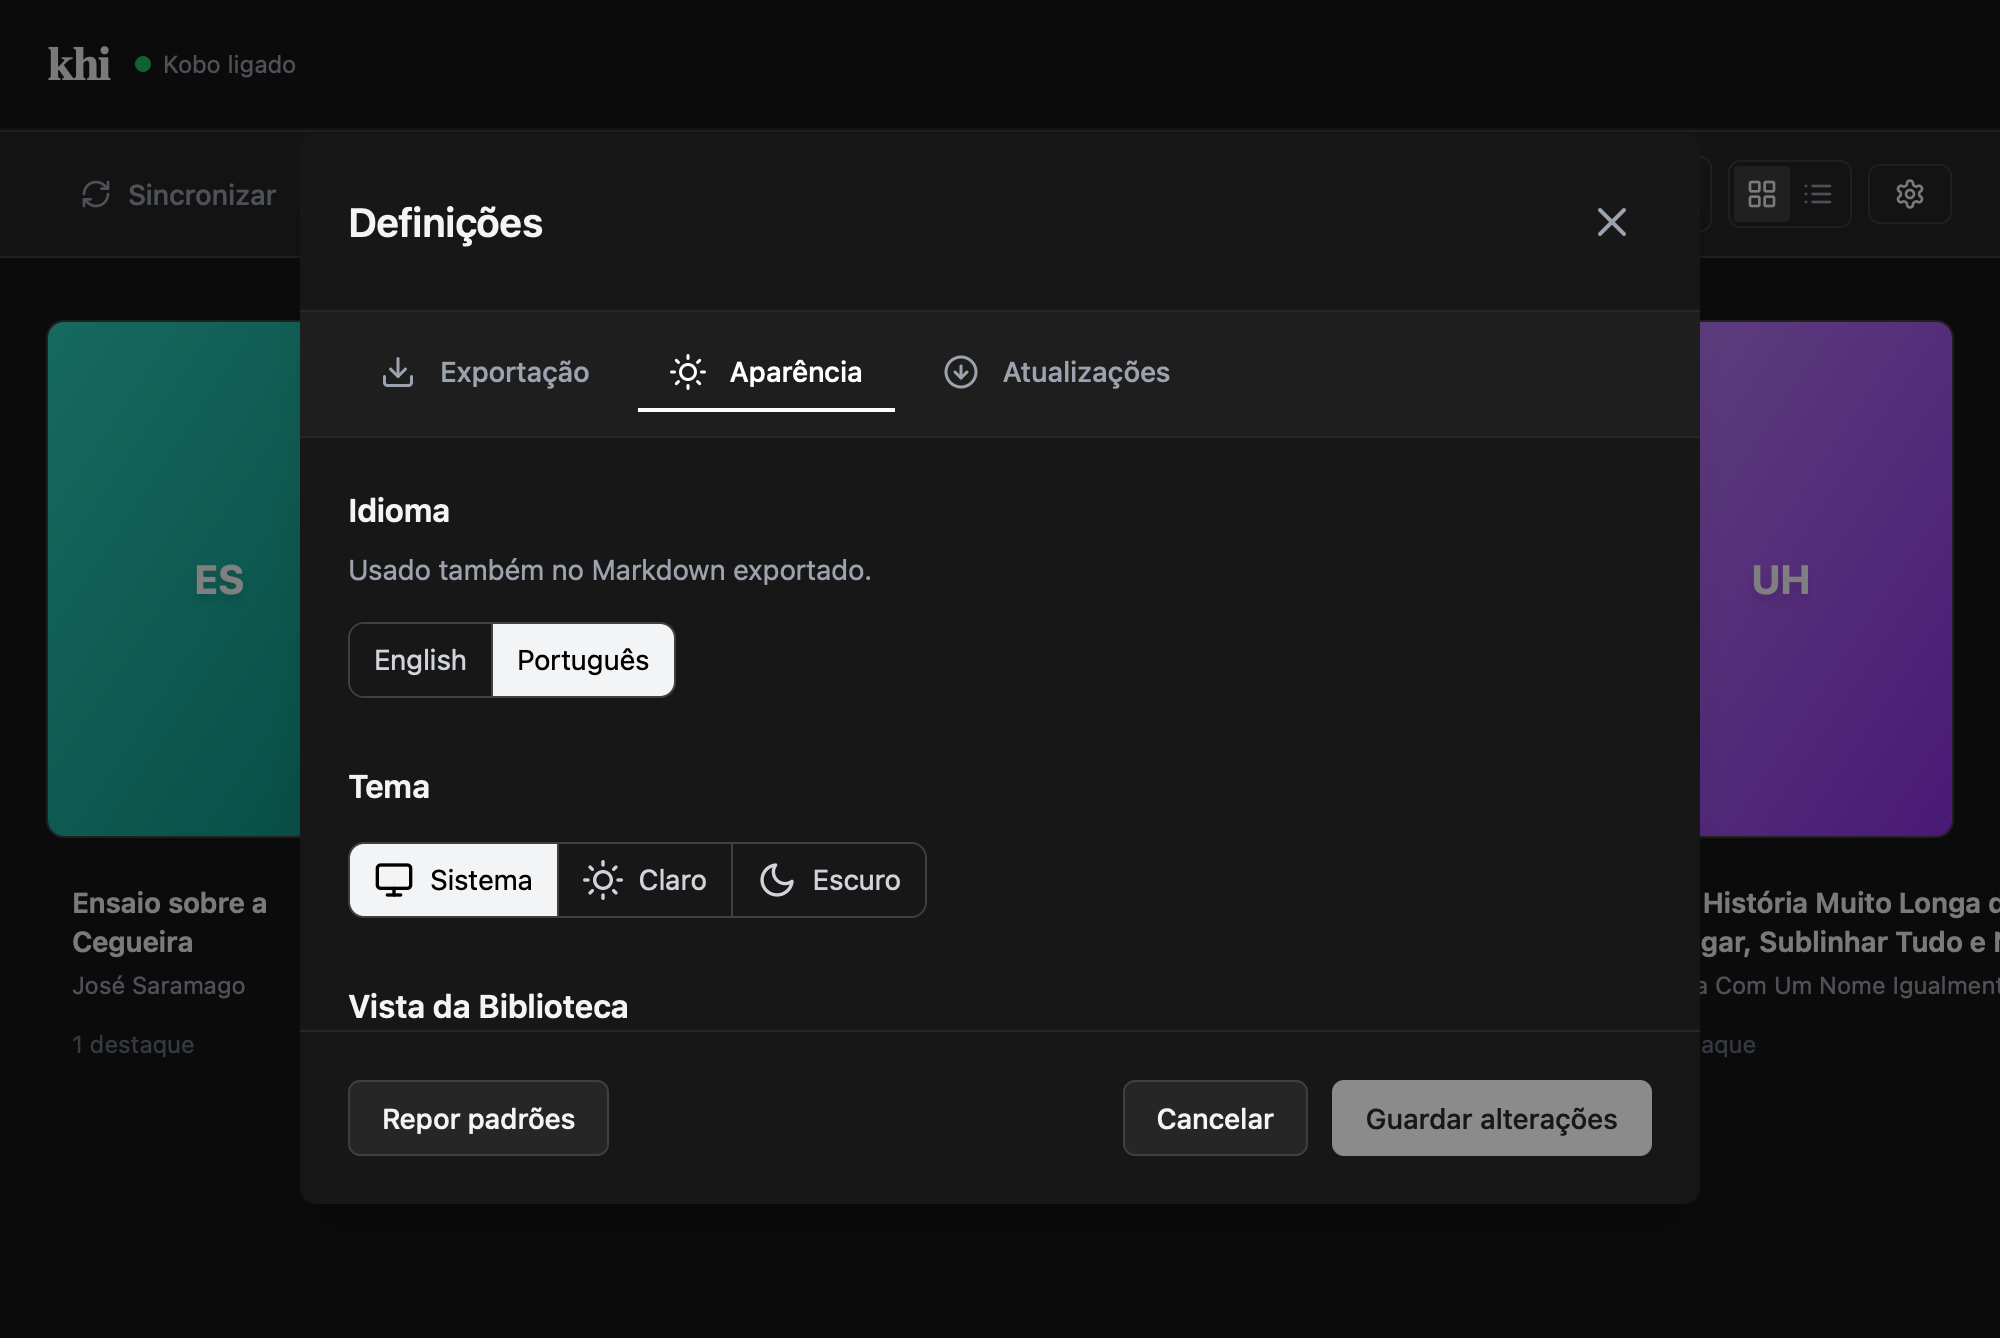 khi
Kobo ligado
Sincronizar
Definições
Exportação
Aparência
Atualizações
Idioma
Usado também no Markdown exportado.
English
Português
Tema
Sistema
Claro
Escuro
Vista da Biblioteca
Repor padrões
Cancelar
Guardar alterações
ES
Ensaio sobre a
Cegueira
José Saramago
1 destaque
UH
História Muito Longa
gar, Sublinhar Tudo e
a Com Um Nome
aque